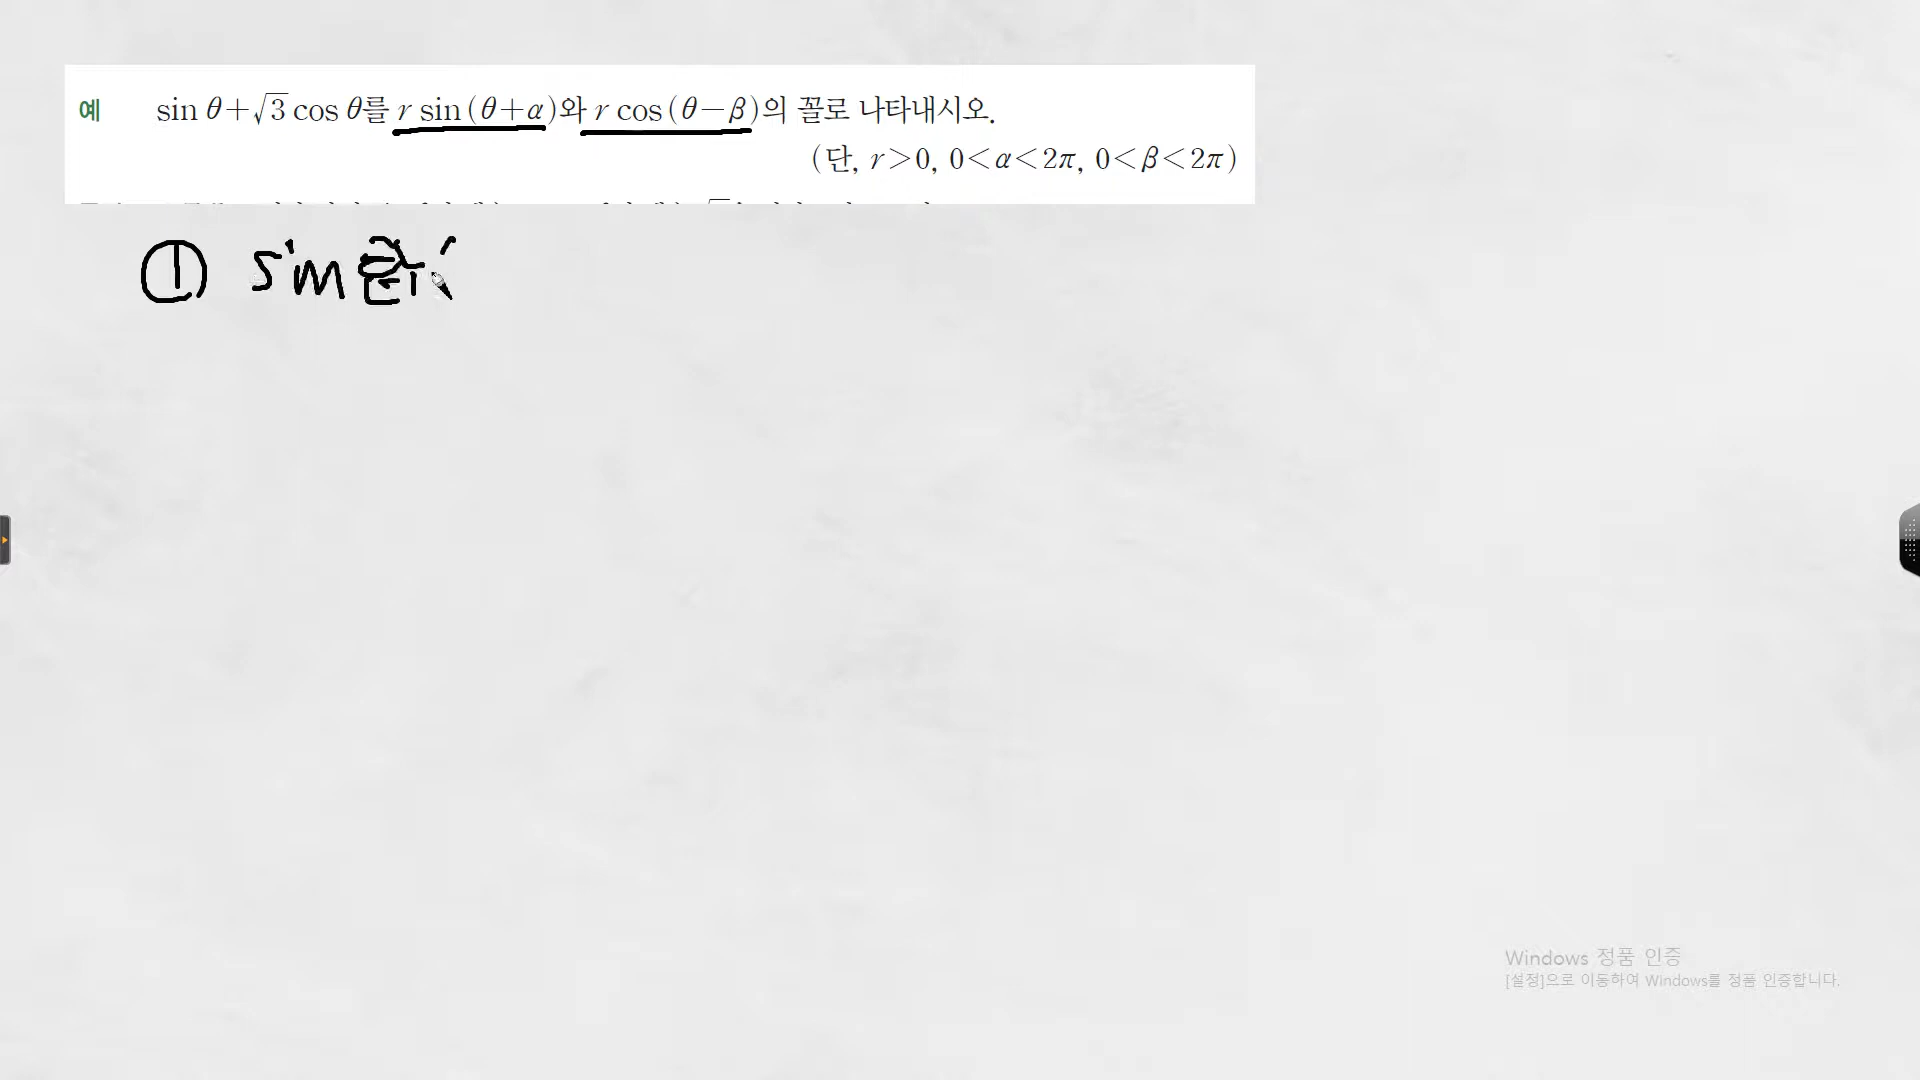 예 sin θ+√3 cos θ를 r sin(θ+α)와 r cos(θ-β)의 꼴로 나타내시오.
(단, r>0, 0<α<2π, 0<β<2π)
① sin
Windows 정품 인증
[설정]으로 이동하여 Windows를 정품 인증합니다.